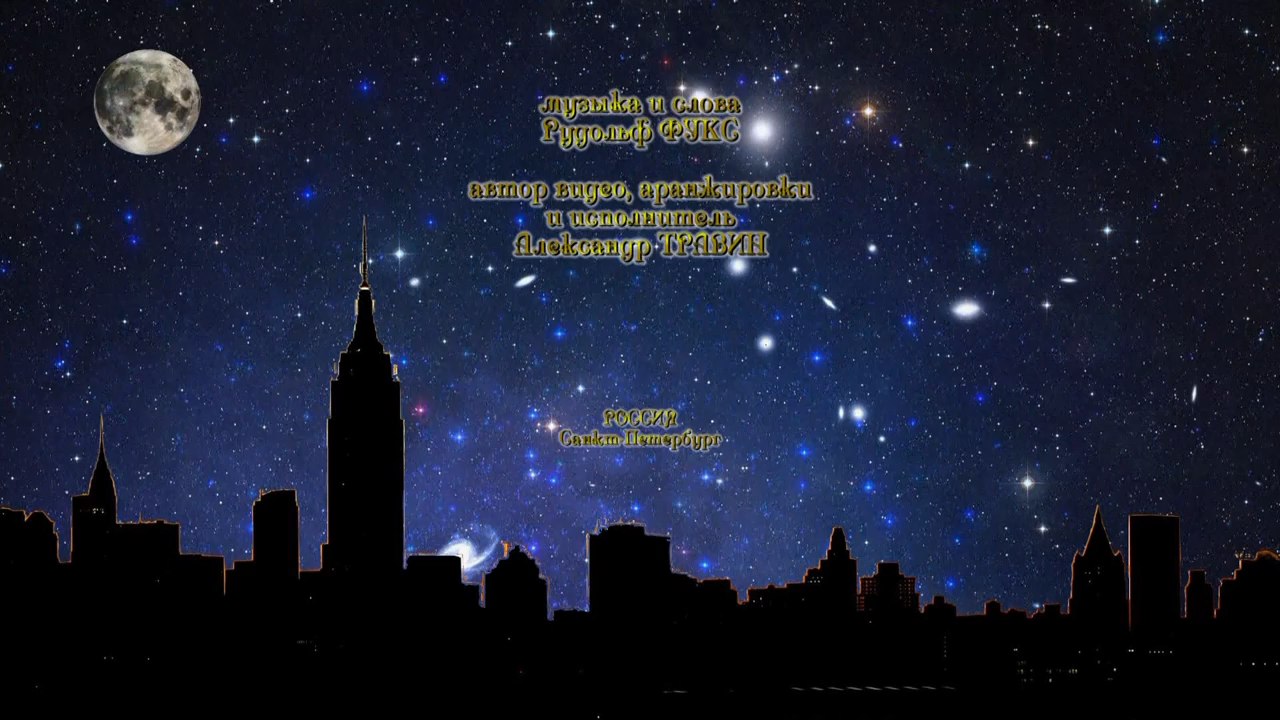 музыка и слова
Рудольф ФУКС
автор видео, аранжировки
и исполнитель
Александр ТРАВИН
РОССИЯ
Санкт-Петербург